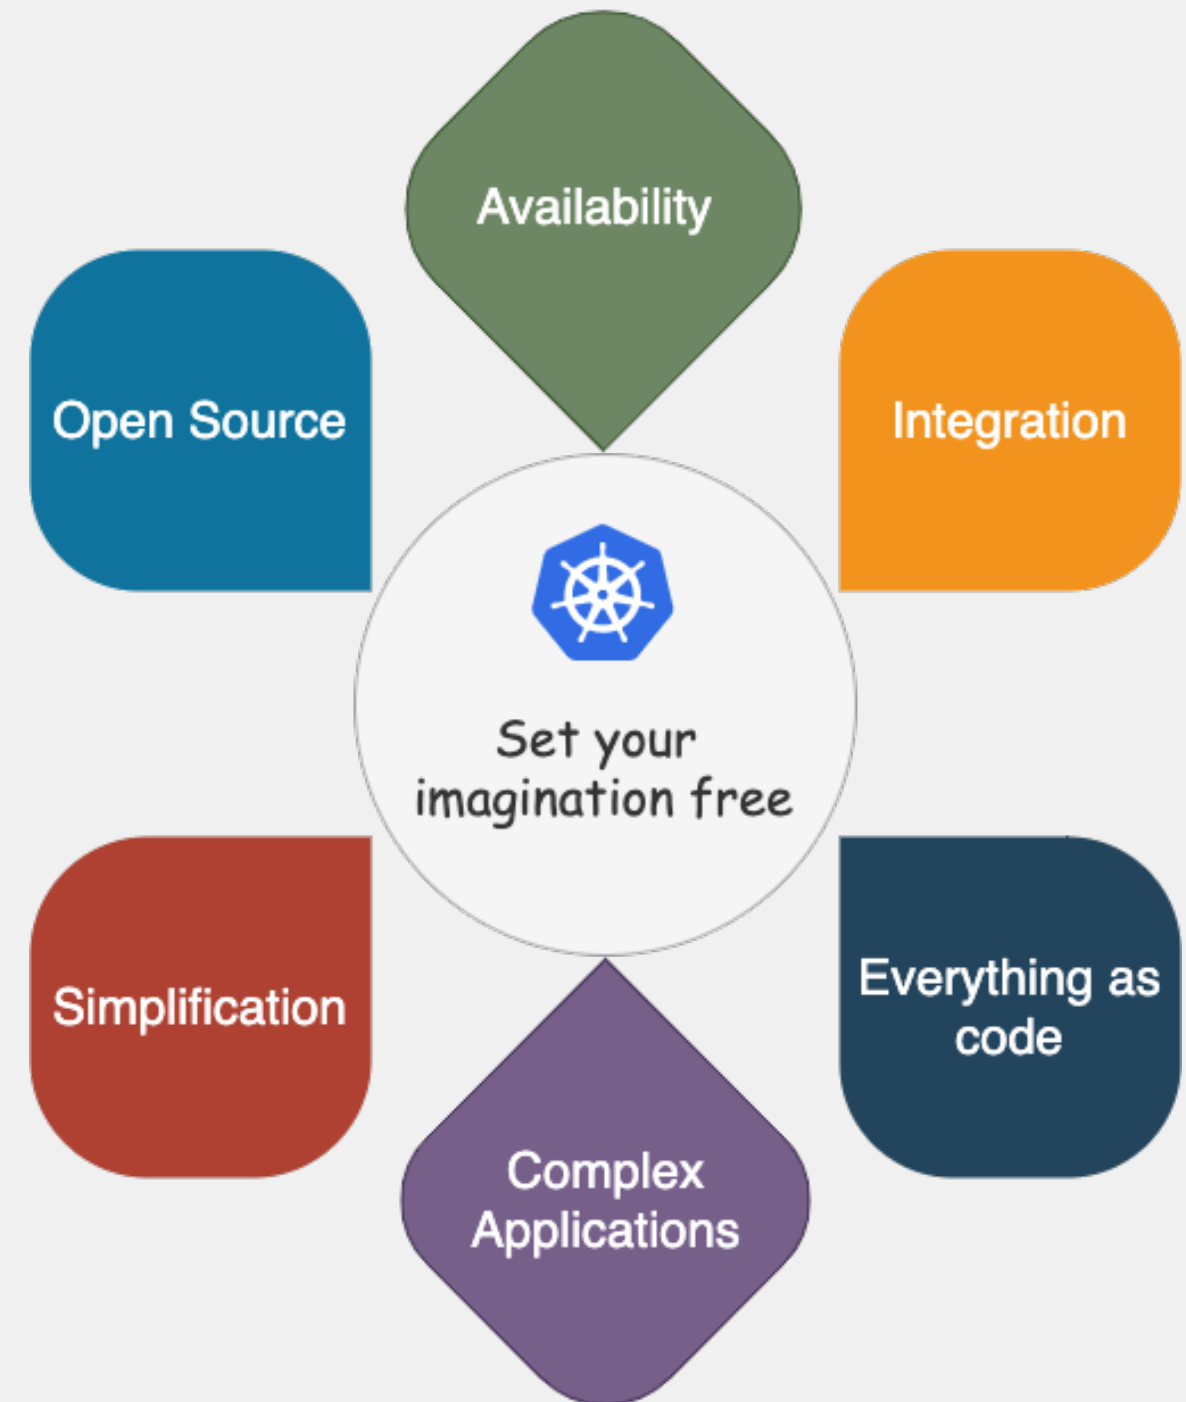 Availability
Open Source
Integration
Set your
imagination free
Simplification
Everything as
code
Complex
Applications